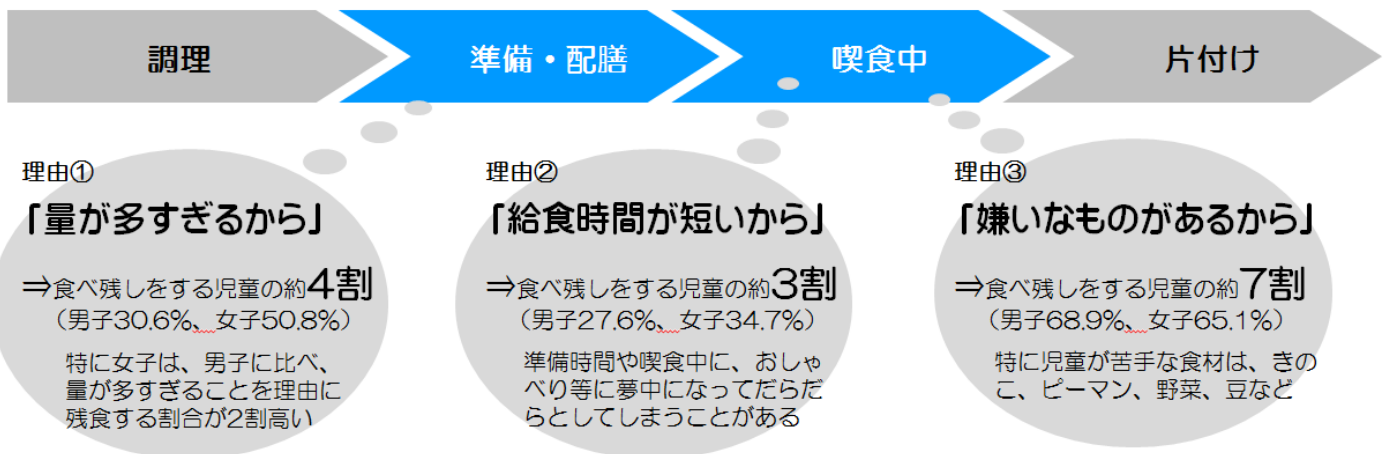 調理
準備・配膳
喫食中
片付け
理由①
「量が多すぎるから」
⇒食べ残しをする児童の約4割
（男子30.6%、女子50.8%）
特に女子は、男子に比べ、
量が多すぎることを理由に
残食する割合が2割高い
理由②
「給食時間が短いから」
⇒食べ残しをする児童の約3割
（男子27.6%、女子34.7%）
準備時間や喫食中に、おしゃ
べり等に夢中になってだらだ
らとしてしまうことがある
理由③
「嫌いなものがあるから」
⇒食べ残しをする児童の約7割
（男子68.9%、女子65.1%）
特に児童が苦手な食材は、きの
こ、ピーマン、野菜、豆など